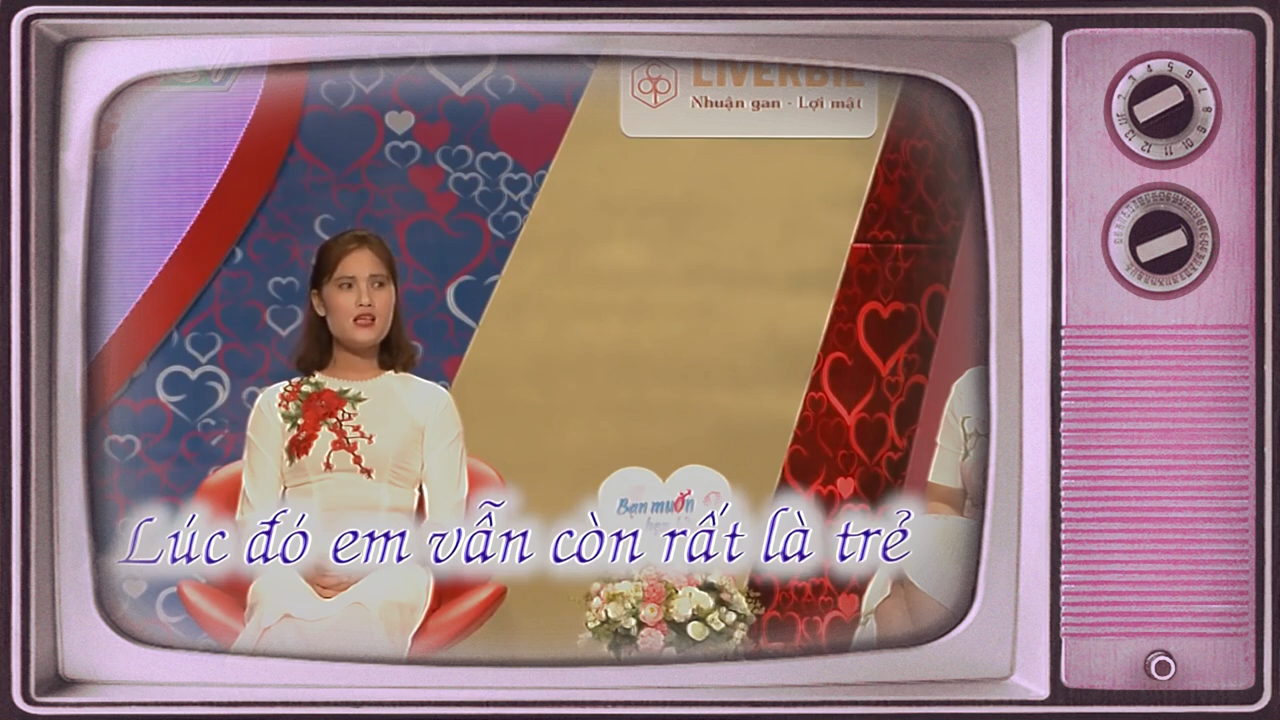 LIVERBIL
Nhuận gan - Lợi mật
Bạn muốn
Lúc đó em vẫn còn rất là trẻ